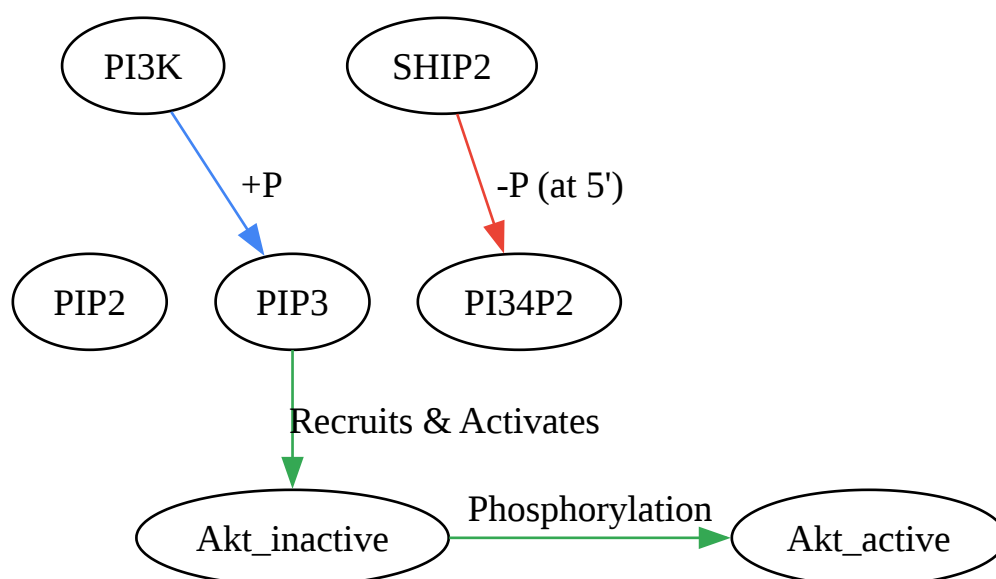 PI3K
SHIP2
+P
-P (at 5')
PIP2
PIP3
PI34P2
Recruits & Activates
Phosphorylation
Akt_inactive
Akt_active